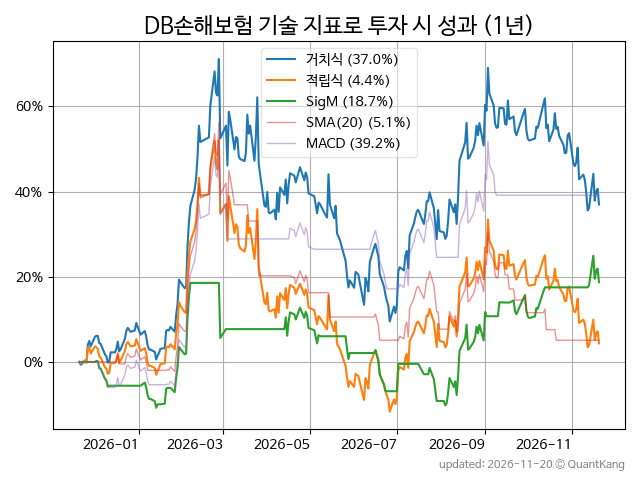 DB손해보험 기술 지표로 투자 시 성과 (1년)
거치식 (37.0%)
적립식 (4.4%)
SigM (18.7%)
SMA(20) (5.1%)
MACD (39.2%)
60%
40%
20%
0%
2026-01 2026-03 2026-05 2026-07 2026-09 2026-11
updated: 2026-11-20 © QuantKang